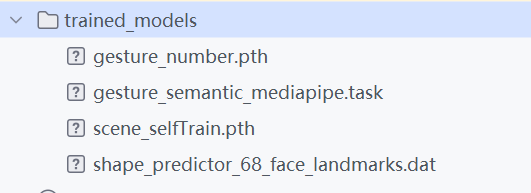 trained_models
gesture_number.pth
gesture_semantic_mediapipe.task
scene_selfTrain.pth
shape_predictor_68_face_landmarks.dat